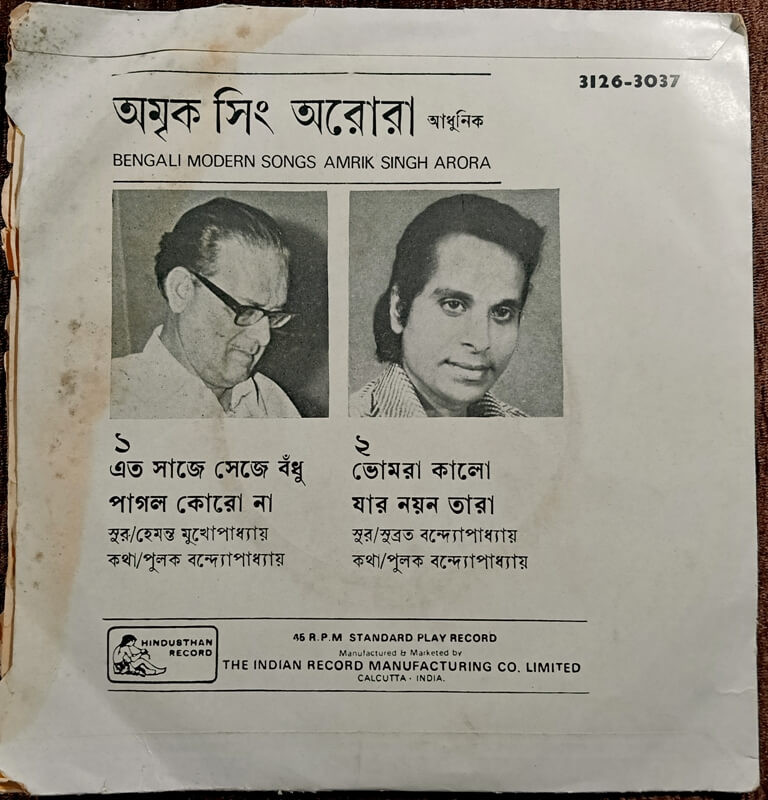 3126-3037
অমৃক সিং অরোরা আধুনিক
BENGALI MODERN SONGS AMRIK SINGH ARORA
১
এত সাজে সেজে বঁধু
পাগল কোরো না
সুর/হেমন্ত মুখোপাধ্যায়
কথা/পুলক বন্দ্যোপাধ্যায়
২
ভোমরা কালো
যার নয়ন তারা
সুর/সুব্রত বন্দ্যোপাধ্যায়
কথা/পুলক বন্দ্যোপাধ্যায়
HINDUSTHAN
RECORD
45 R.P.M STANDARD PLAY RECORD
Manufactured & Marketed by
THE INDIAN RECORD MANUFACTURING CO. LIMITED
CALCUTTA - INDIA.